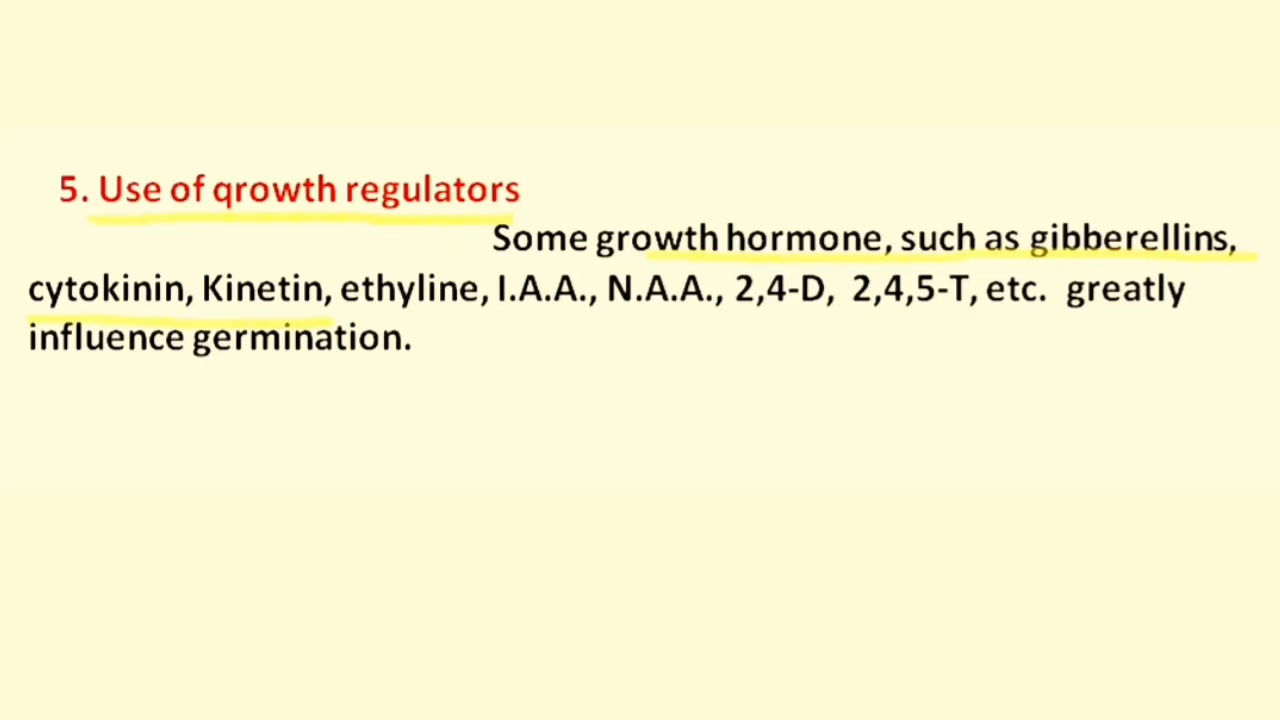 5. Use of qrowth regulators
Some growth hormone, such as gibberellins,
cytokinin, Kinetin, ethyline, I.A.A., N.A.A., 2,4-D, 2,4,5-T, etc. greatly
influence germination.